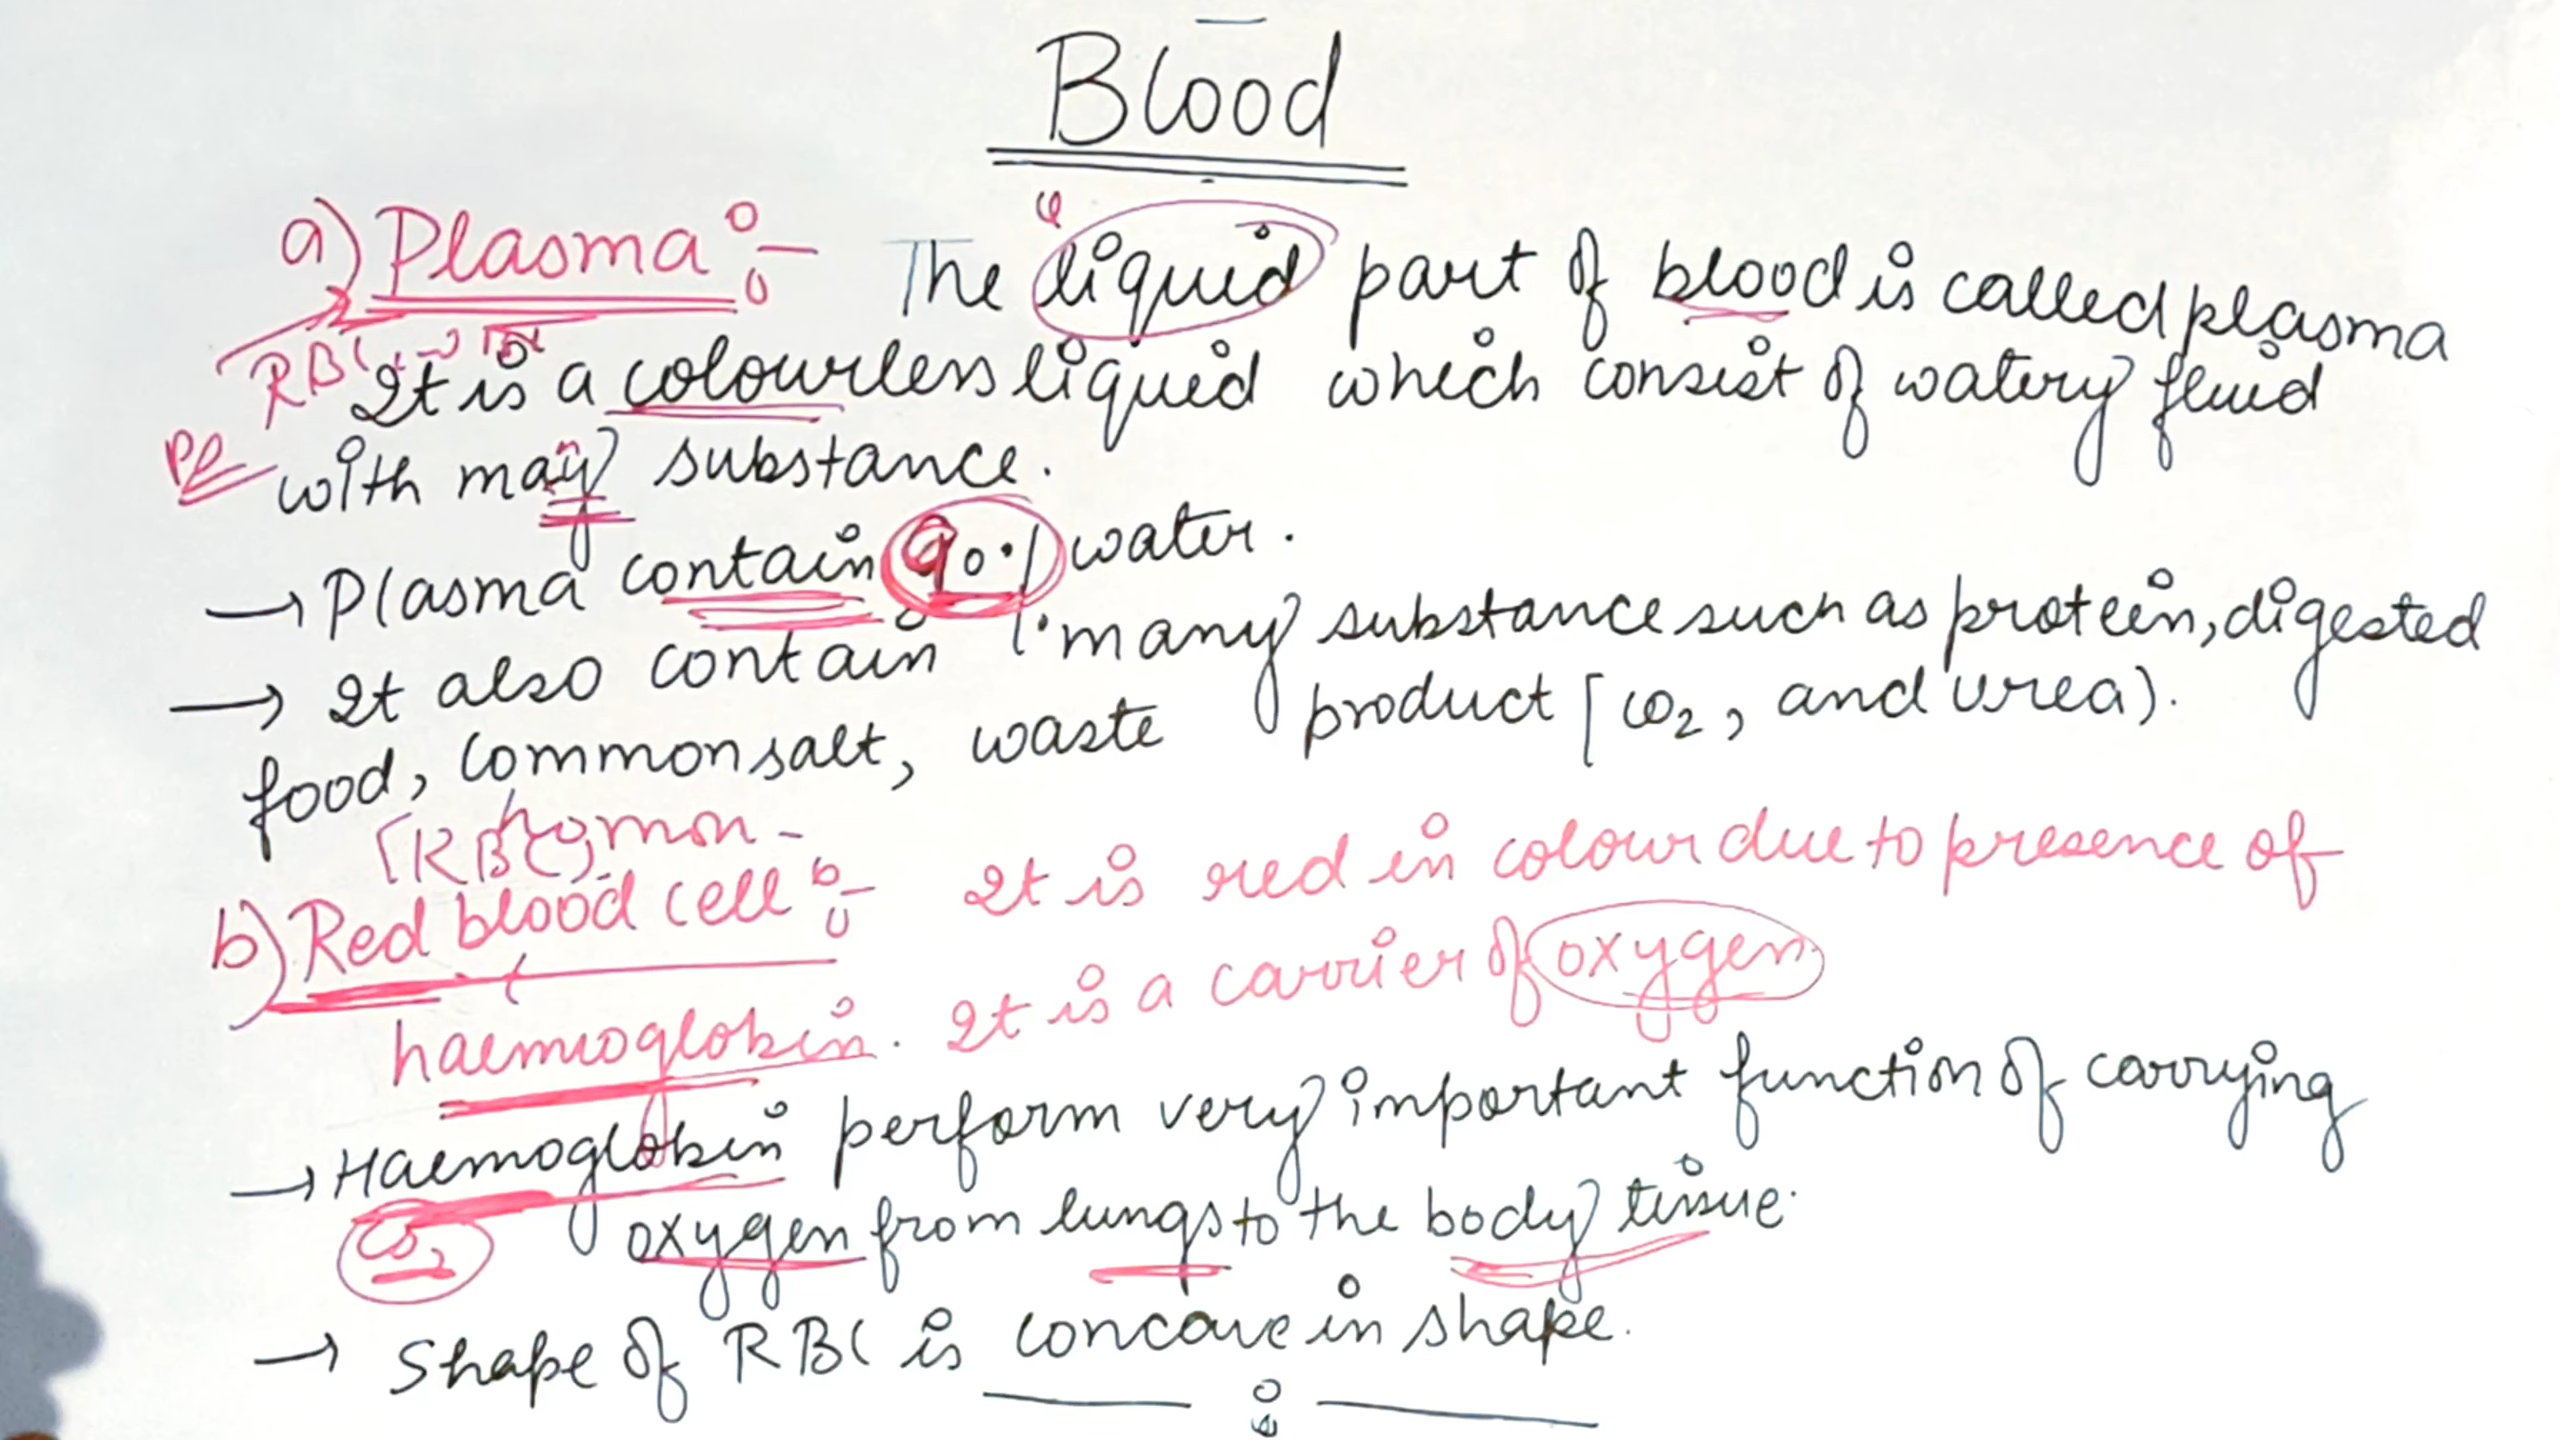 Blood
a) Plasma :- The liquid part of blood is called plasma
RBC
It is a colourless liquid which consist of watery fluid
with many substance.
→ Plasma contain 90% water.
→ It also contain many substance such as protein, digested
food, common salt, waste product [CO2, and urea).
[RBC) mon -
b) Red blood cell :- It is red in colour due to presence of
haemoglobin. It is a carrier of oxygen
→ Haemoglobin perform very important function of carrying
CO2 oxygen from lungs to the body tissue.
→ Shape of RBC is concave in shape.